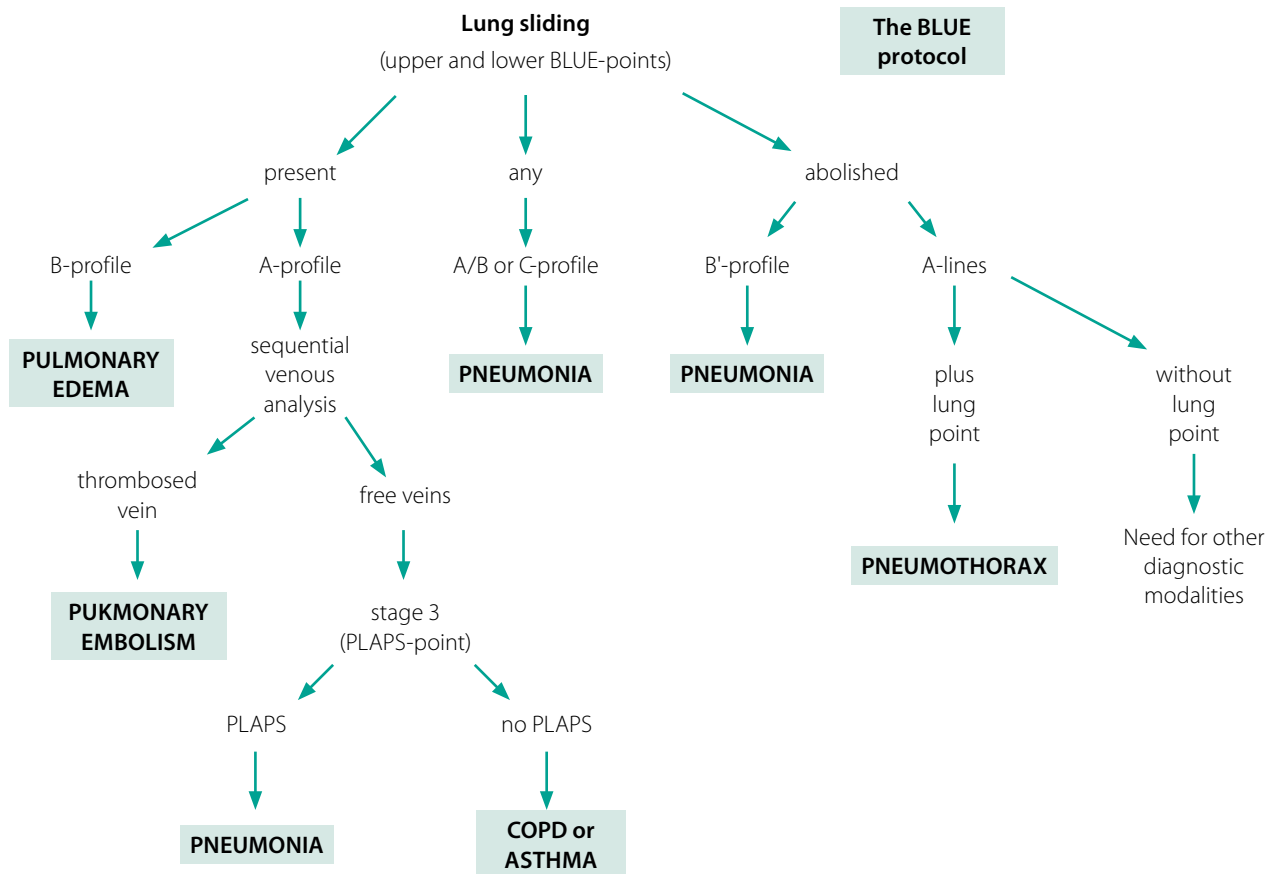 Lung sliding
(upper and lower BLUE-points)
The BLUE
protocol
present
any
abolished
B-profile
A-profile
A/B or C-profile
B'-profile
A-lines
PULMONARY
EDEMA
sequential
venous
analysis
PNEUMONIA
PNEUMONIA
plus
lung
point
without
lung
point
thrombosed
vein
free veins
PNEUMOTHORAX
Need for other
diagnostic
modalities
PUKMONARY
EMBOLISM
stage 3
(PLAPS-point)
PLAPS
no PLAPS
PNEUMONIA
COPD or
ASTHMA